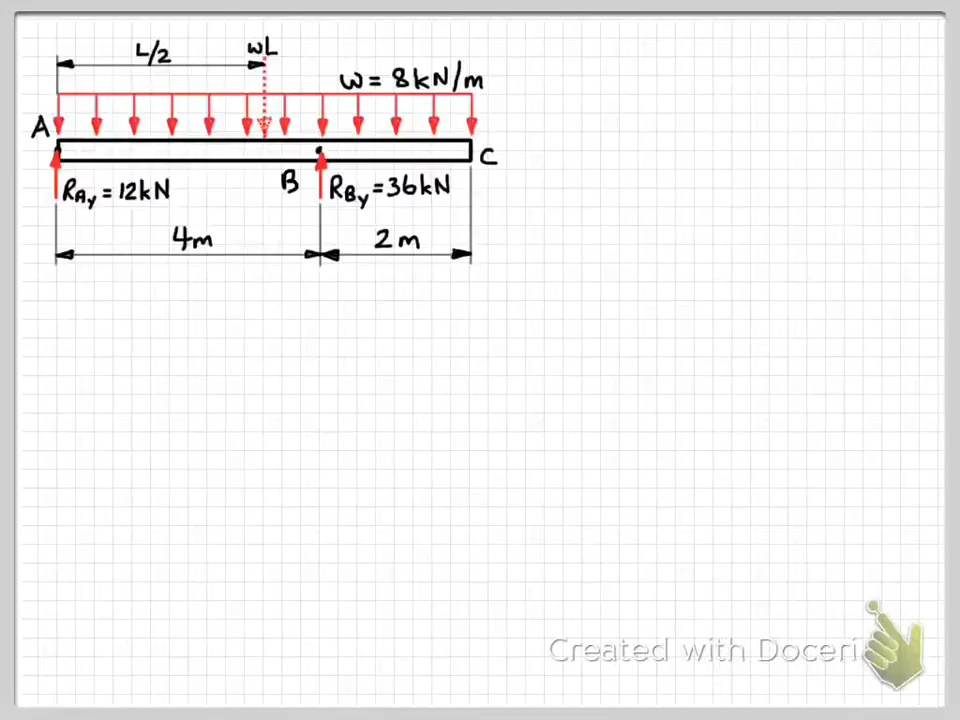 L/2
wL
w = 8kN/m
A
C
RAy = 12kN
B
RBy = 36kN
4m
2m
Created with Doceri